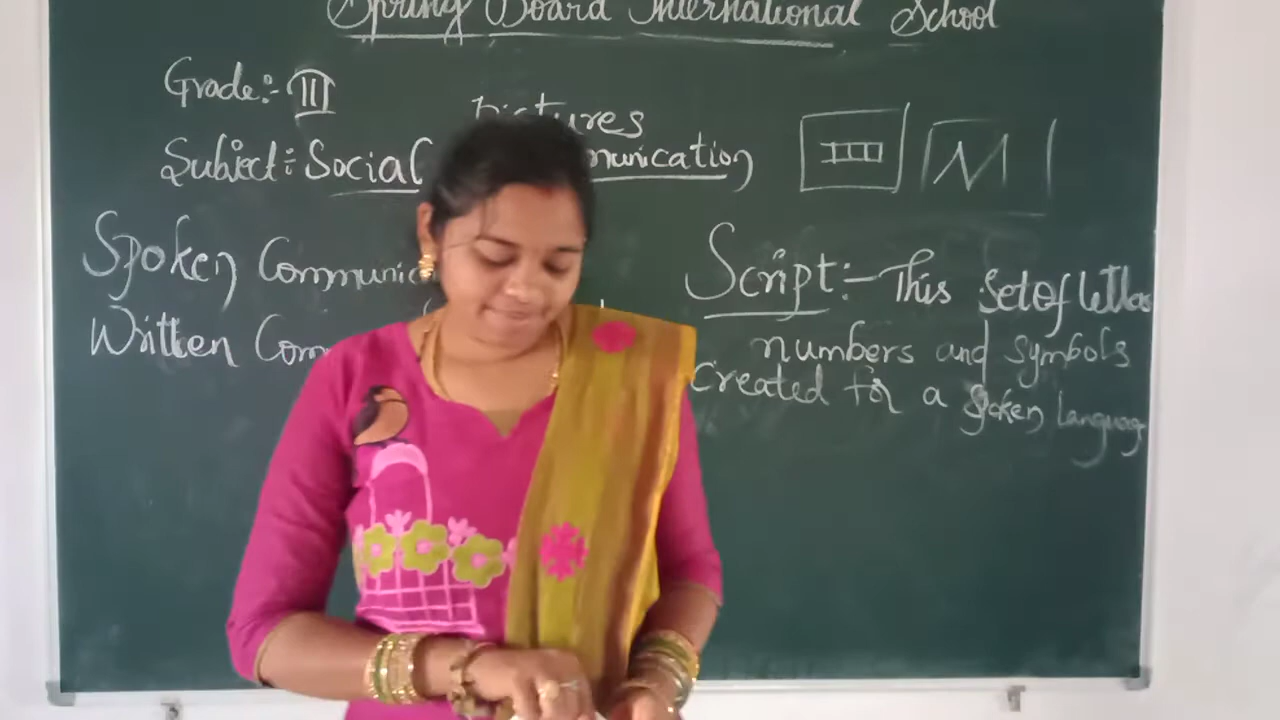 Spring Board International School
Grade:- III
Pictures
Subject:- Social
Spoken Communic
Written Com
Script:- This Set of letters
numbers and symbols
Created for a Spoken Language